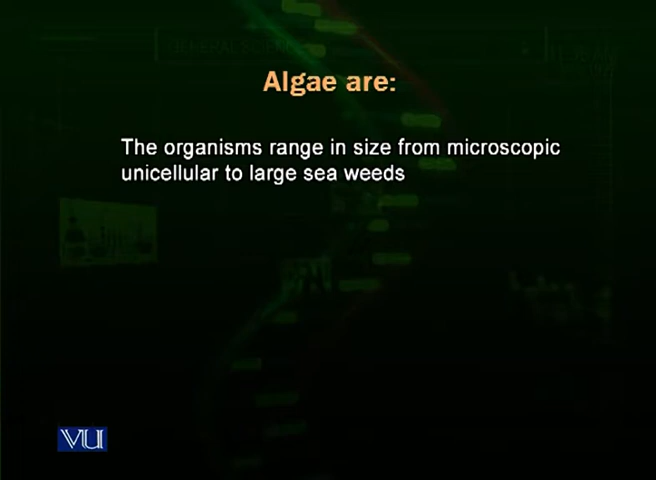 Algae are:
The organisms range in size from microscopic
unicellular to large sea weeds
VU